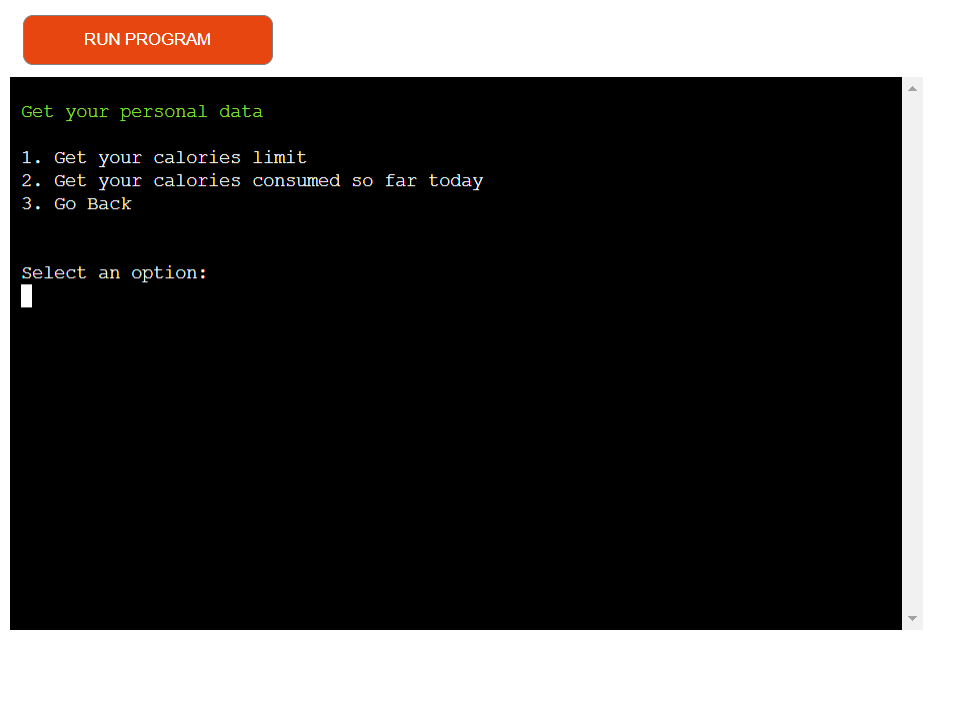 RUN PROGRAM
Get your personal data
1. Get your calories limit
2. Get your calories consumed so far today
3. Go Back
Select an option: